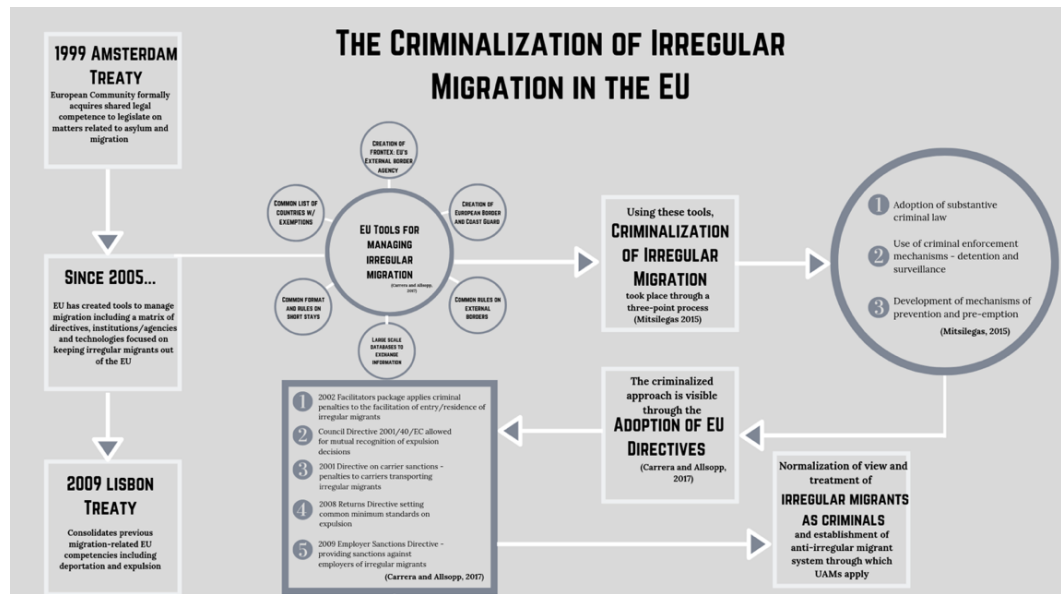 THE CRIMINALIZATION OF IRREGULAR
MIGRATION IN THE EU
1999 AMSTERDAM
TREATY
European Community formally
acquires shared legal
competence to legislate on
matters related to asylum and
migration
SINCE 2005...
EU has created tools to manage
migration including a matrix of
directives, institutions/agencies
and technologies focused on
keeping irregular migrants out
of the EU
2009 LISBON
TREATY
Consolidates previous
migration-related EU
competencies including
deportation and expulsion
EU TOOLS FOR
MANAGING
IRREGULAR
MIGRATION
(Carrera and Allsopp,
2017)
CREATION OF
FRONTEX: EU'S
EXTERNAL BORDER
AGENCY
CREATION OF
EUROPEAN BORDER
AND COAST GUARD
COMMON RULES ON
EXTERNAL
BORDERS
LARGE SCALE
DATABASES TO
EXCHANGE
INFORMATION
COMMON FORMAT
AND RULES ON
SHORT STAYS
COMMON LIST OF
COUNTRIES W/
EXEMPTIONS
Using these tools,
CRIMINALIZATION
OF IRREGULAR
MIGRATION
took place through a
three-point process
(Mitsilegas 2015)
1 Adoption of substantive
criminal law
2 Use of criminal enforcement
mechanisms - detention and
surveillance
3 Development of mechanisms of
prevention and pre-emption
(Mitsilegas, 2015)
The criminalized
approach is visible
through the
ADOPTION OF EU
DIRECTIVES
(Carrera and Allsopp,
2017)
1 2002 Facilitators package applies criminal
penalties to the facilitation of entry/residence of
irregular migrants
2 Council Directive 2001/40/EC allowed
for mutual recognition of expulsion
decisions
3 2001 Directive on carrier sanctions -
penalties to carriers transporting
irregular migrants
4 2008 Returns Directive setting
common minimum standards on
expulsion
5 2009 Employer Sanctions Directive -
providing sanctions against
employers of irregular migrants
(Carrera and Allsopp, 2017)
Normalization of view and
treatment of
IRREGULAR MIGRANTS
AS CRIMINALS
and establishment of
anti-irregular migrant
system through which
UAMs apply